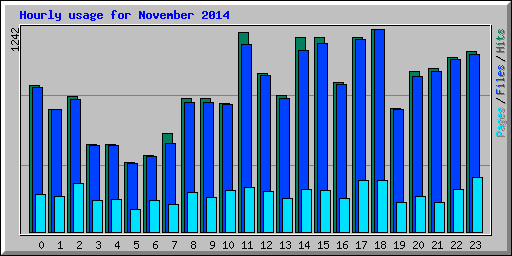 Hourly usage for November 2014
1242
Pages/Files/Hits
0 1 2 3 4 5 6 7 8 9 10 11 12 13 14 15 16 17 18 19 20 21 22 23